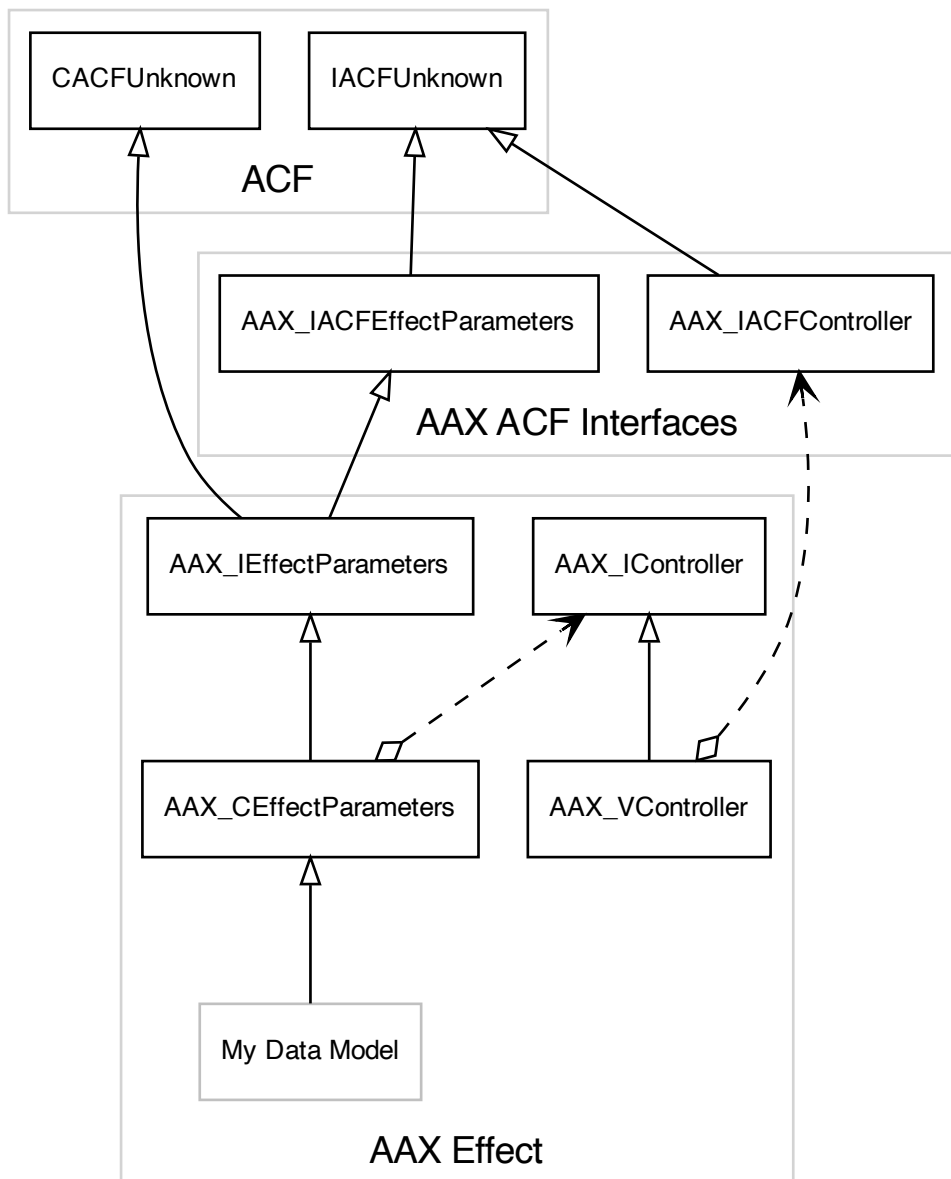 CACFUnknown
IACFUnknown
ACF
AAX_IACFEffectParameters
AAX_IACFController
AAX ACF Interfaces
AAX_IEffectParameters
AAX_IController
AAX_CEffectParameters
AAX_VController
My Data Model
AAX Effect